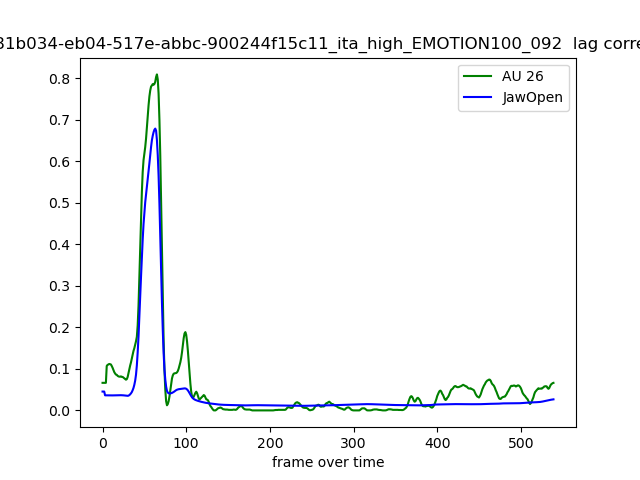 31b034-eb04-517e-abbc-900244f15c11_ita_high_EMOTION100_092  lag corre
AU 26
JawOpen
0.8
0.7
0.6
0.5
0.4
0.3
0.2
0.1
0.0
0 100 200 300 400 500
frame over time